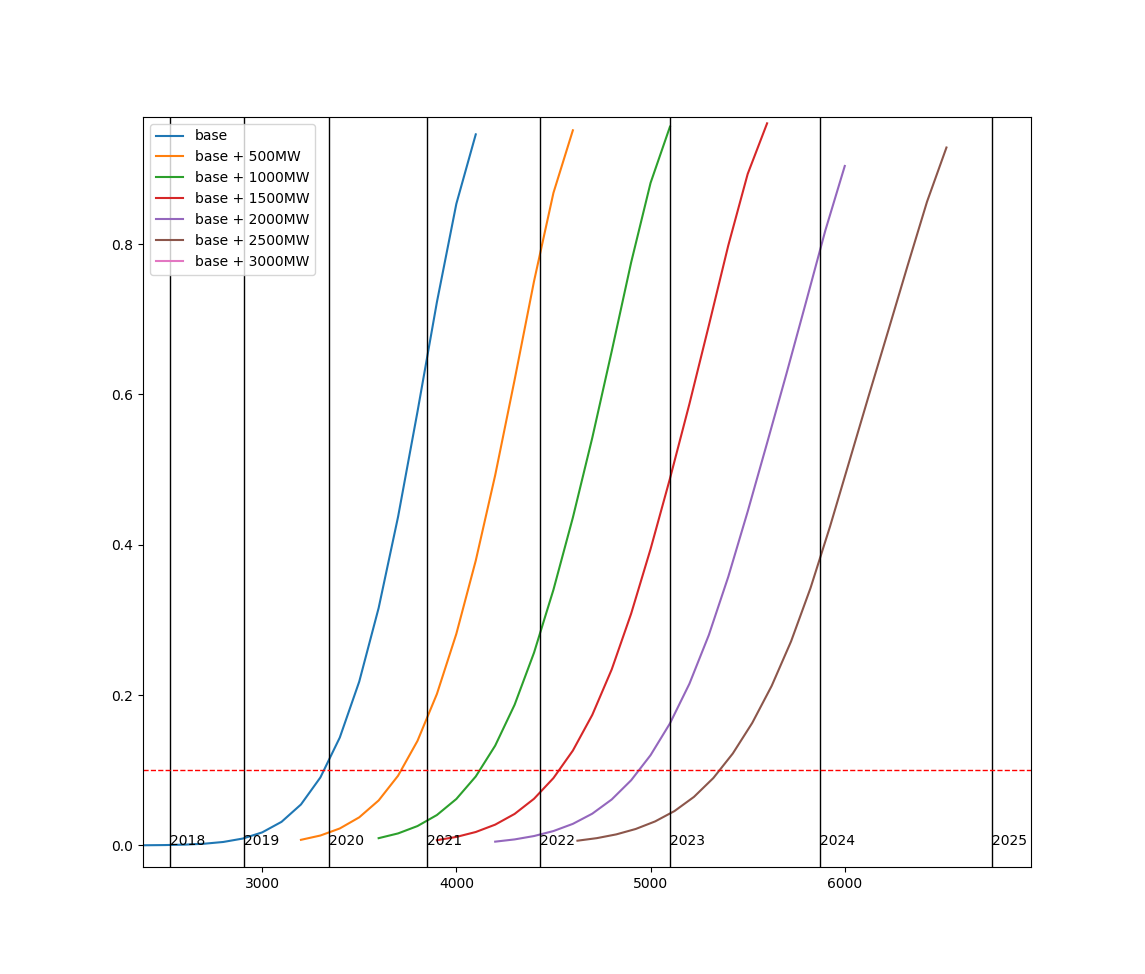 base
base + 500MW
base + 1000MW
base + 1500MW
base + 2000MW
base + 2500MW
base + 3000MW
0.8
0.6
0.4
0.2
0.0
2018 2019 2020 2021 2022 2023 2024 2025
3000 4000 5000 6000